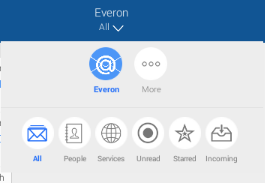 Everon
All
Everon More
All People Services Unread Starred Incoming
h